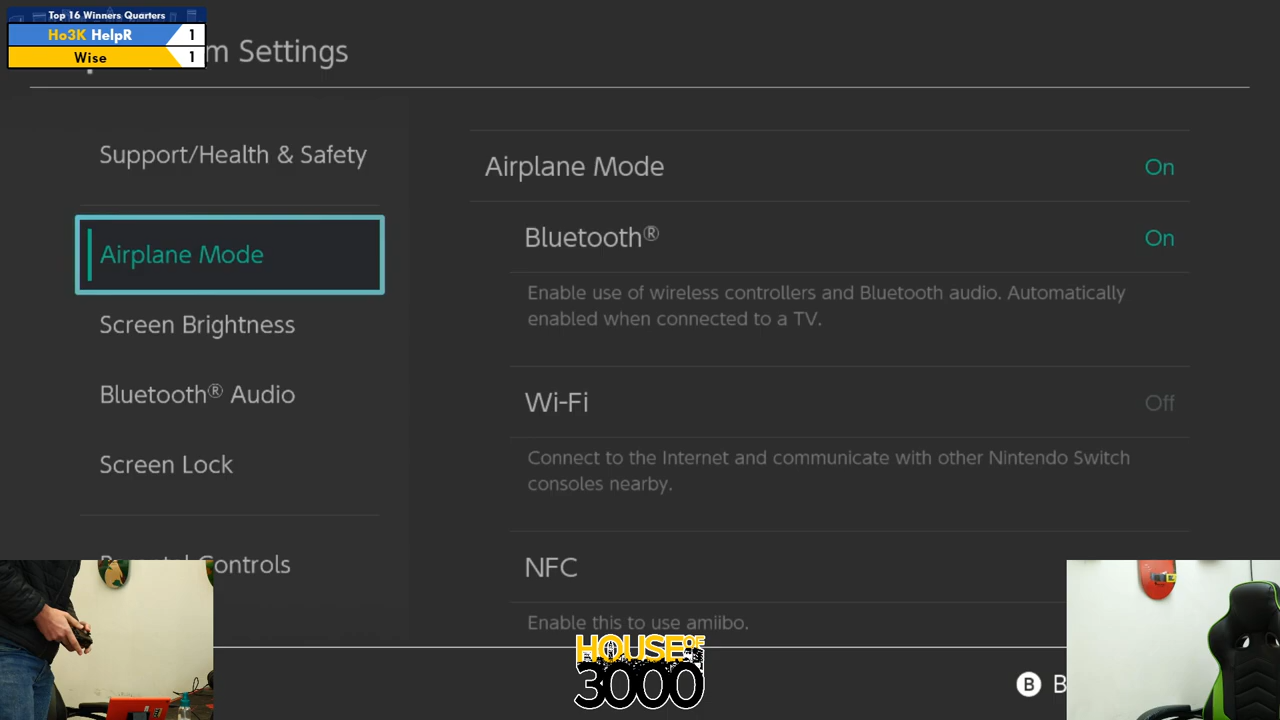 Top 16 Winners Quarters
Ho3K HelpR 1
Wise 1
m Settings
Support/Health & Safety
Airplane Mode
Screen Brightness
Bluetooth® Audio
Screen Lock
Controls
Airplane Mode On
Bluetooth® On
Enable use of wireless controllers and Bluetooth audio. Automatically
enabled when connected to a TV.
Wi-Fi Off
Connect to the Internet and communicate with other Nintendo Switch
consoles nearby.
NFC
Enable this to use amiibo.
HOUSE OF
3000
B B